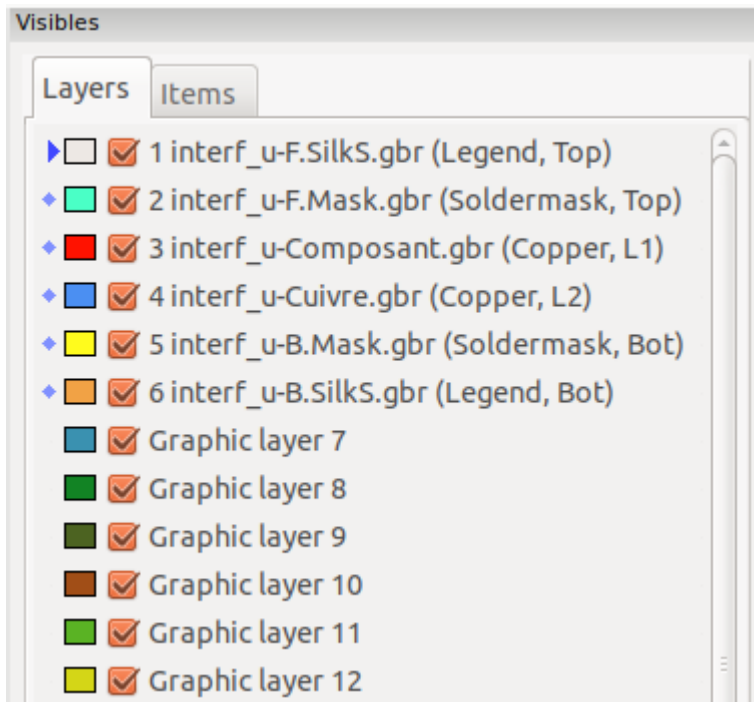 Visibles
Layers Items
1 interf_u-F.SilkS.gbr (Legend, Top)
2 interf_u-F.Mask.gbr (Soldermask, Top)
3 interf_u-Composant.gbr (Copper, L1)
4 interf_u-Cuivre.gbr (Copper, L2)
5 interf_u-B.Mask.gbr (Soldermask, Bot)
6 interf_u-B.SilkS.gbr (Legend, Bot)
Graphic layer 7
Graphic layer 8
Graphic layer 9
Graphic layer 10
Graphic layer 11
Graphic layer 12